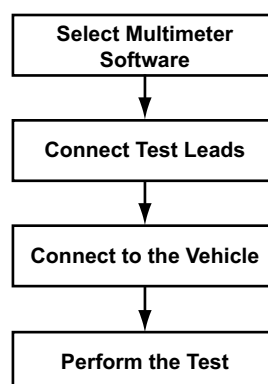 Select Multimeter
Software
Connect Test Leads
Connect to the Vehicle
Perform the Test